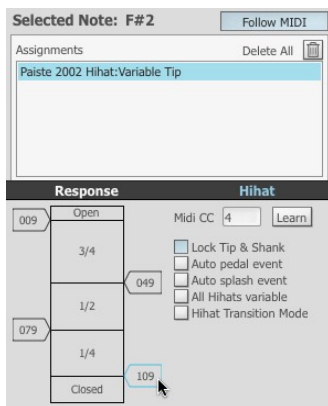 Selected Note: F#2
Follow MIDI
Assignments
Delete All
Paiste 2002 Hihat:Variable Tip
Response
Hihat
009
Open
Midi CC 4 Learn
3/4
Lock Tip & Shank
Auto pedal event
049
Auto splash event
1/2
All Hihats variable
Hihat Transition Mode
079
1/4
109
Closed